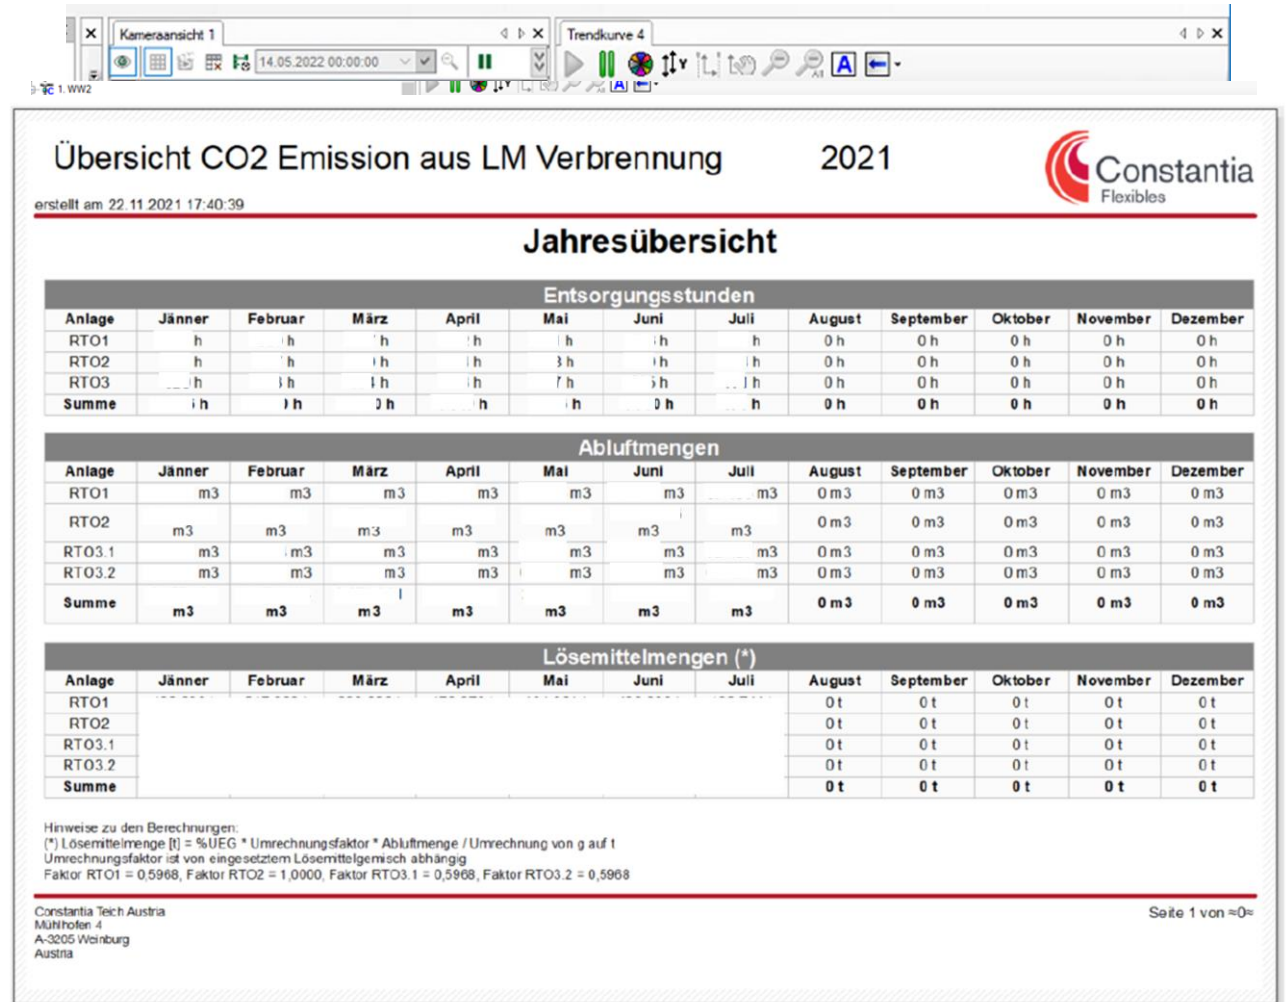 Kameraansicht 1
Trendkurve 4
14.05.2022 00:00:00
1. WW2
Übersicht CO2 Emission aus LM Verbrennung 2021
Constantia
Flexibles
erstellt am 22.11.2021 17:40:39
Jahresübersicht
Entsorgungsstunden
Anlage Jänner Februar März April Mai Juni Juli August September Oktober November Dezember
RTO1 h h h h h h h 0 h 0 h 0 h 0 h 0 h
RTO2 h h h h h h h 0 h 0 h 0 h 0 h 0 h
RTO3 h h h h h h h 0 h 0 h 0 h 0 h 0 h
Summe h h h h h h h 0 h 0 h 0 h 0 h 0 h
Abluftmengen
Anlage Jänner Februar März April Mai Juni Juli August September Oktober November Dezember
RTO1 m3 m3 m3 m3 m3 m3 m3 0 m3 0 m3 0 m3 0 m3 0 m3
RTO2 m3 m3 m3 m3 m3 m3 m3 0 m3 0 m3 0 m3 0 m3 0 m3
RTO3.1 m3 m3 m3 m3 m3 m3 m3 0 m3 0 m3 0 m3 0 m3 0 m3
RTO3.2 m3 m3 m3 m3 m3 m3 m3 0 m3 0 m3 0 m3 0 m3 0 m3
Summe m3 m3 m3 m3 m3 m3 m3 0 m3 0 m3 0 m3 0 m3 0 m3
Lösemittelmengen (*)
Anlage Jänner Februar März April Mai Juni Juli August September Oktober November Dezember
RTO1 0 t 0 t 0 t 0 t 0 t
RTO2 0 t 0 t 0 t 0 t 0 t
RTO3.1 0 t 0 t 0 t 0 t 0 t
RTO3.2 0 t 0 t 0 t 0 t 0 t
Summe 0 t 0 t 0 t 0 t 0 t
Hinweise zu den Berechnungen:
(*) Lösemittelmenge [t] = %UEG * Umrechnungsfaktor * Abluftmenge / Umrechnung von g auf t
Umrechnungsfaktor ist von eingesetztem Lösemittelgemisch abhängig
Faktor RTO1 = 0,5968, Faktor RTO2 = 1,0000, Faktor RTO3.1 = 0,5968, Faktor RTO3.2 = 0,5968
Constantia Teich Austria
Mühlhofen 4
A-3205 Weinburg
Austria
Seite 1 von ≈0≈